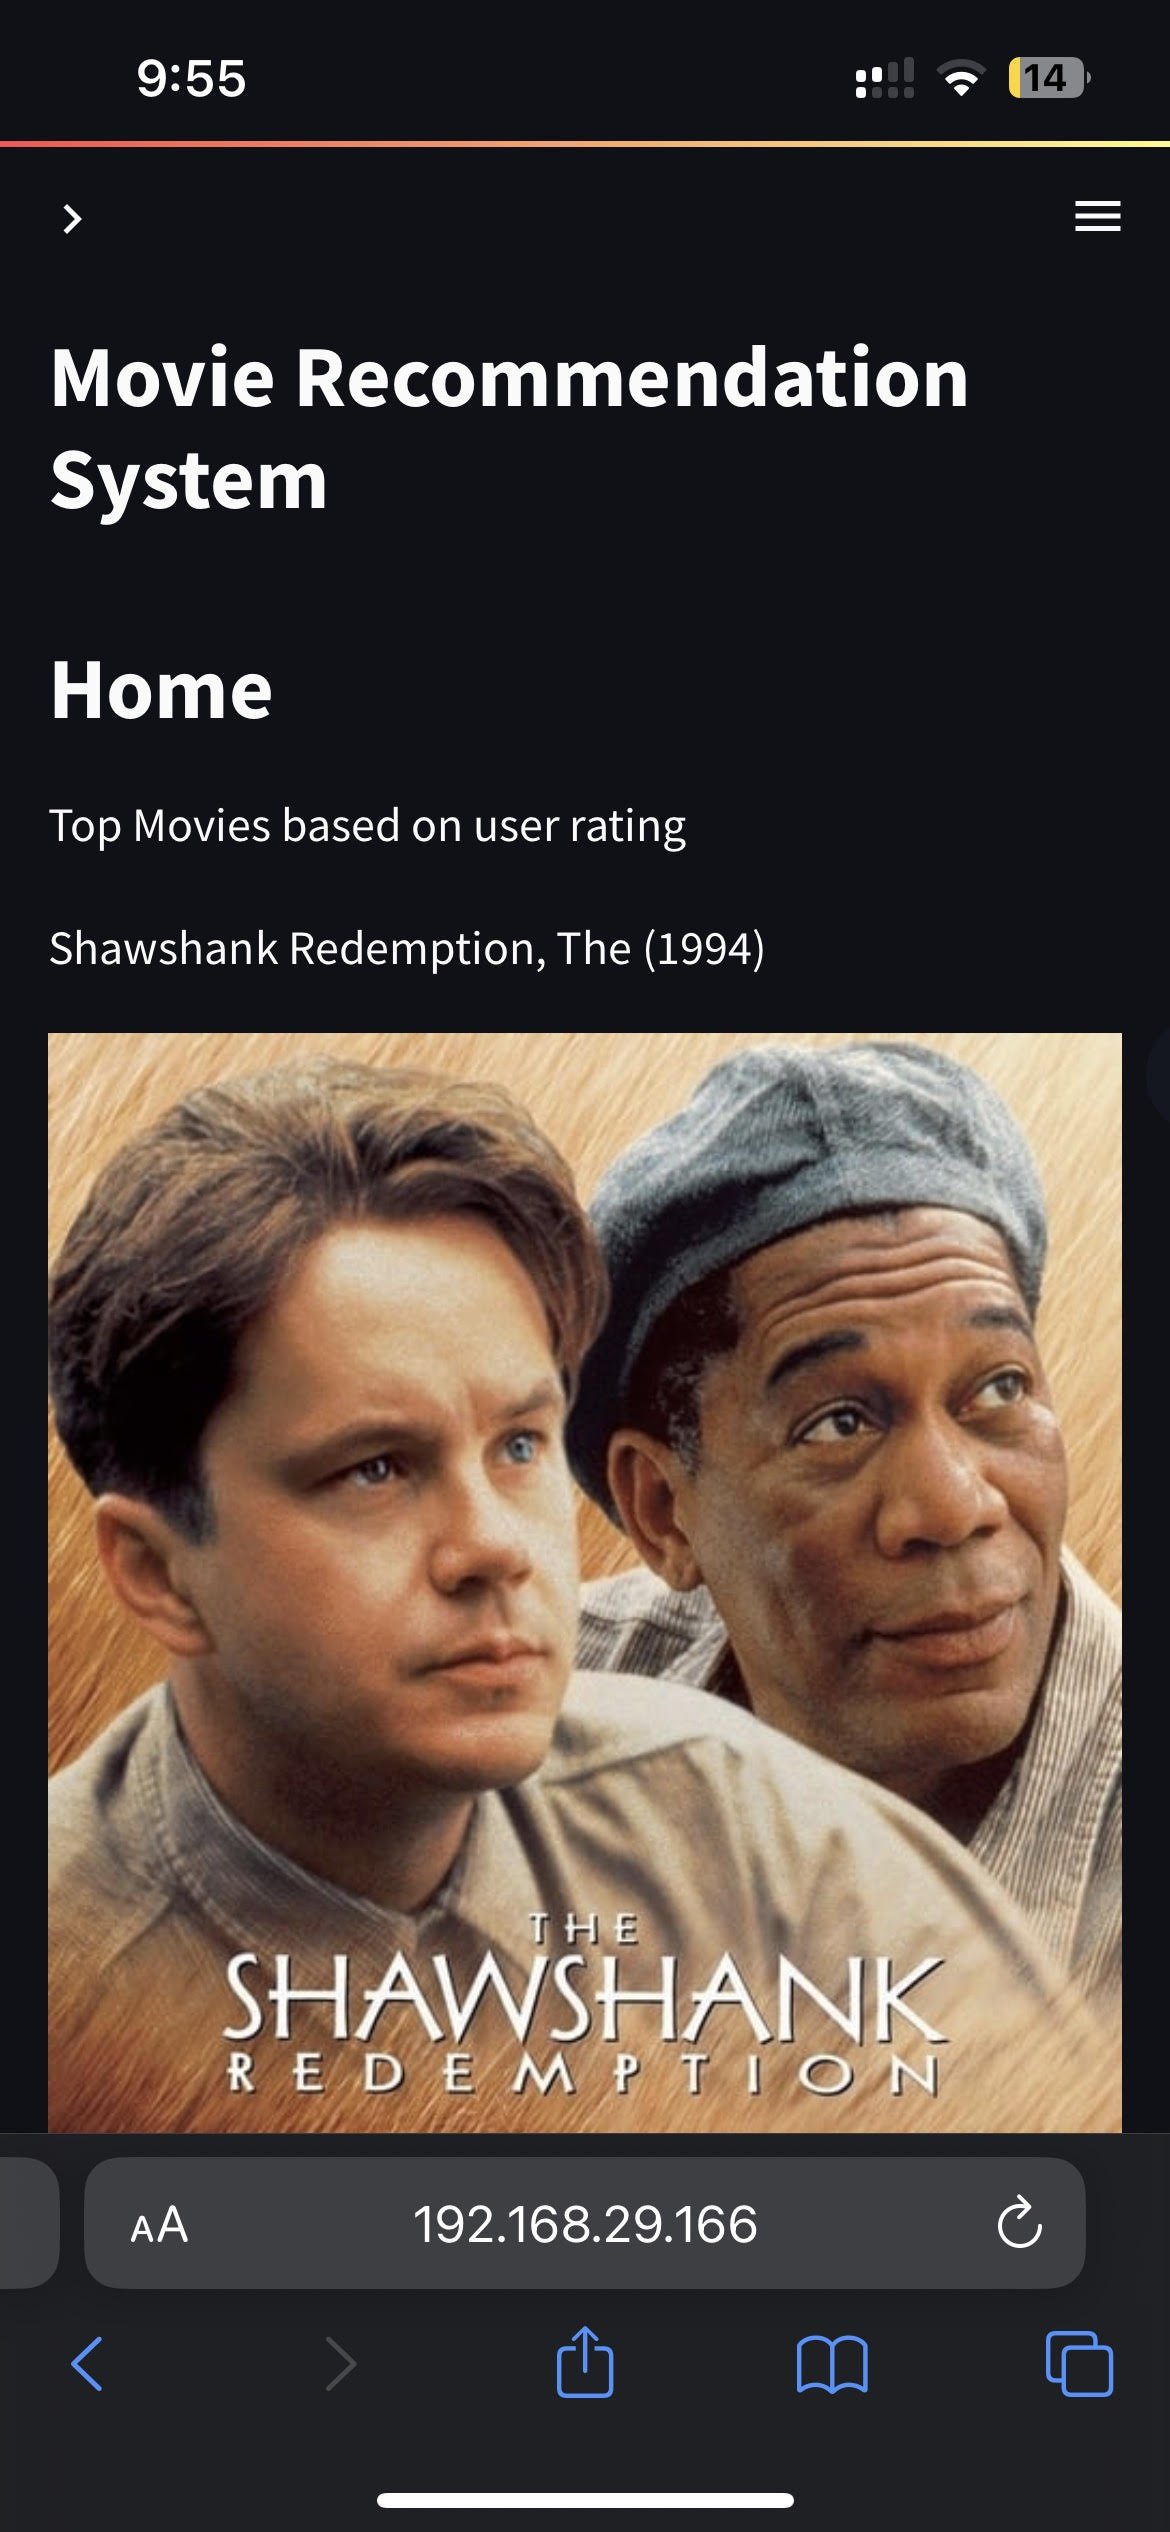 9:55
14
Movie Recommendation
System
Home
Top Movies based on user rating
Shawshank Redemption, The (1994)
THE
SHAWSHANK
REDEMPTION
AA
192.168.29.166